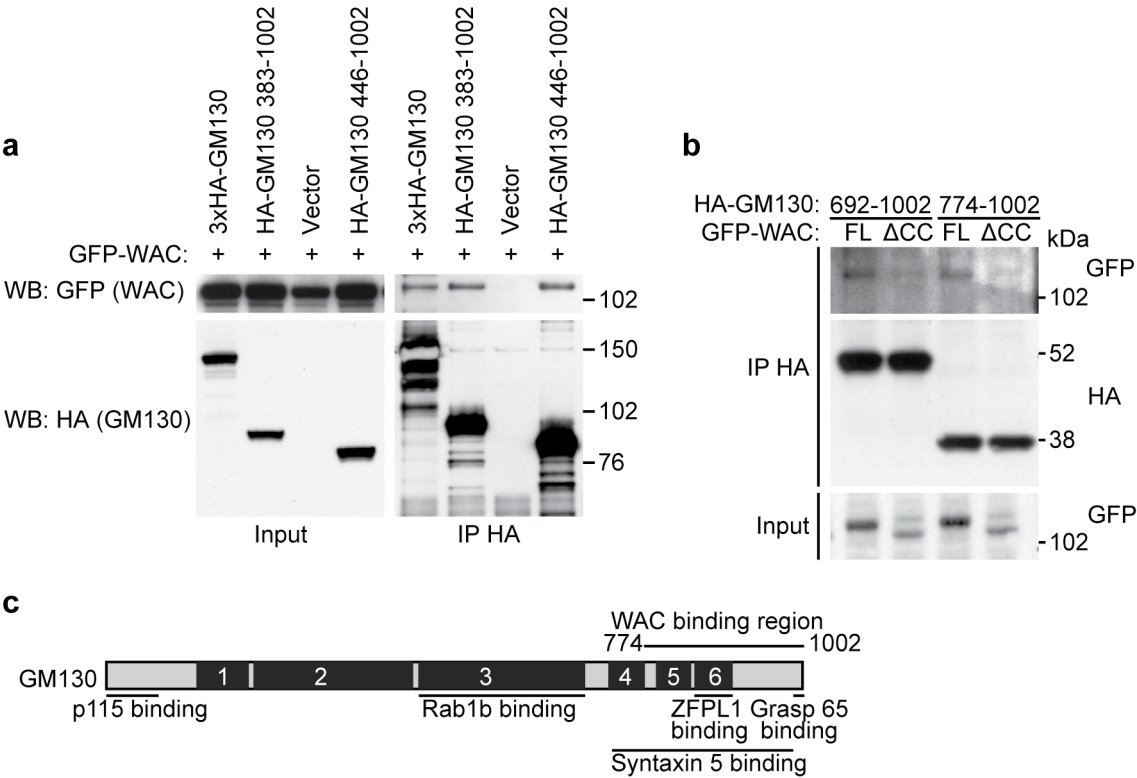 a
3xHA-GM130
HA-GM130 383-1002
Vector
HA-GM130 446-1002
3xHA-GM130
HA-GM130 383-1002
Vector
HA-GM130 446-1002
GFP-WAC: + + + + + + + +
WB: GFP (WAC)
102
WB: HA (GM130)
150
102
76
Input
IP HA
b
HA-GM130: 692-1002 774-1002
GFP-WAC: FL ΔCC FL ΔCC
kDa
GFP
102
IP HA
52
HA
38
Input
GFP
102
c
WAC binding region
774 1002
GM130 1 2 3 4 5 6
p115 binding
Rab1b binding
ZFPL1 binding
Grasp 65 binding
Syntaxin 5 binding